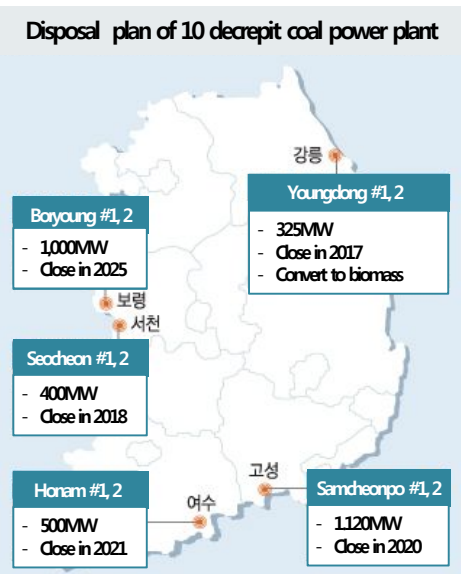 Disposal plan of 10 decrepit coal power plant
강릉
Youngdong #1, 2
- 325MW
- Close in 2017
- Convert to biomass
Boryoung #1, 2
- 1,000MW
- Close in 2025
보령
서천
Seocheon #1, 2
- 400MW
- Close in 2018
Honam #1, 2
- 500MW
- Close in 2021
여수
고성
Samcheonpo #1, 2
- 1.120MW
- Close in 2020